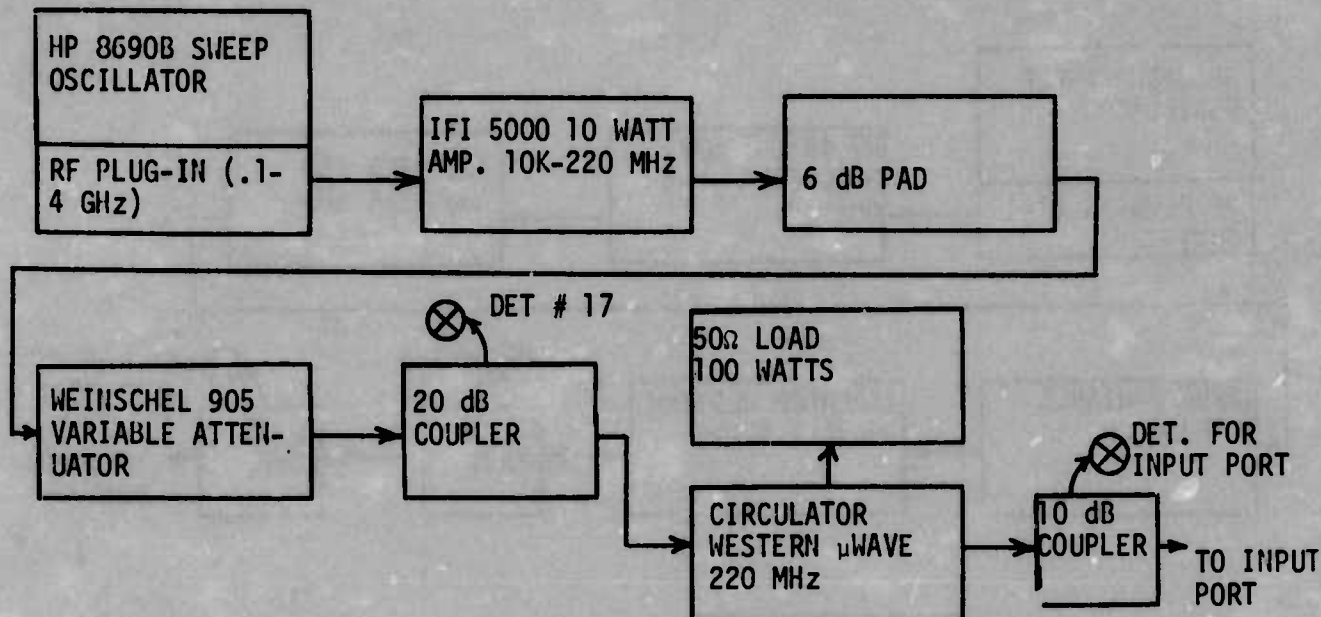 HP 8690B SWEEP
OSCILLATOR
RF PLUG-IN (.1-
4 GHz)
IFI 5000 10 WATT
AMP. 10K-220 MHz
6 dB PAD
WEINSCHEL 905
VARIABLE ATTEN-
UATOR
DET # 17
20 dB
COUPLER
50Ω LOAD
100 WATTS
CIRCULATOR
WESTERN μWAVE
220 MHz
DET. FOR
INPUT PORT
10 dB
COUPLER
TO INPUT
PORT